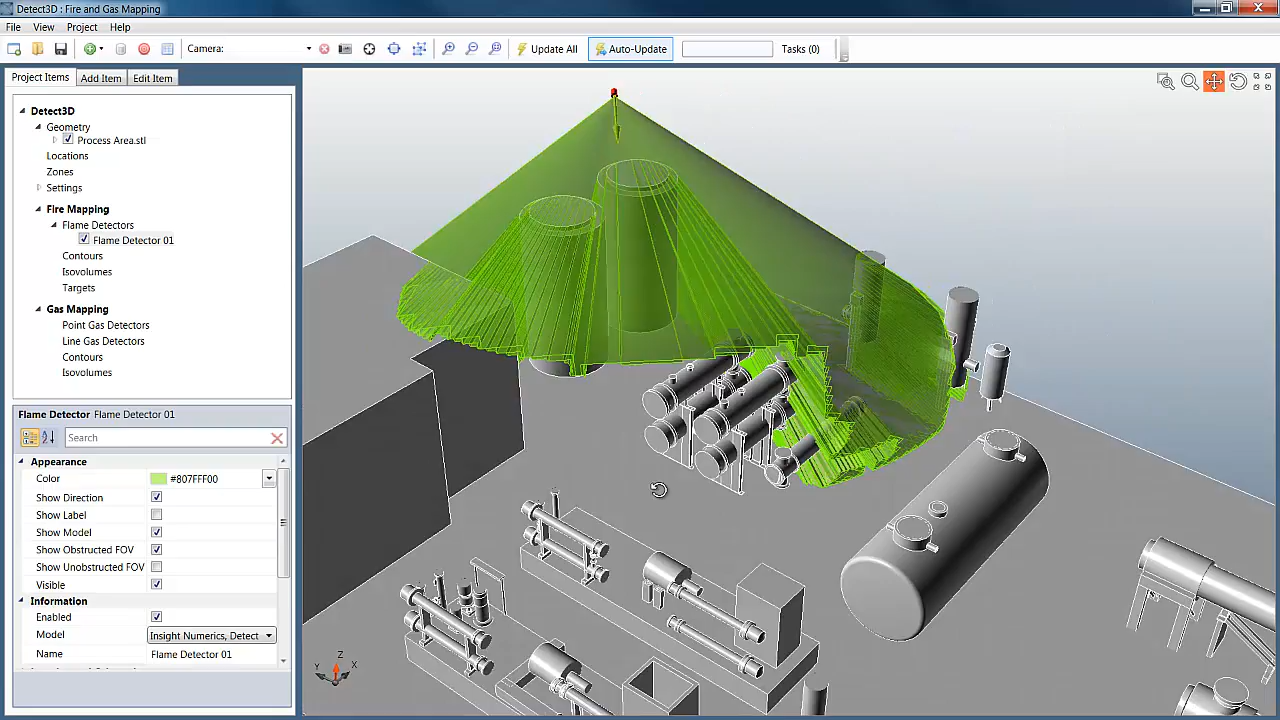 Detect3D : Fire and Gas Mapping
File View Project Help
Camera: Update All Auto-Update Tasks (0)
Project Items Add Item Edit Item
Detect3D
Geometry
Process Area.stl
Locations
Zones
Settings
Fire Mapping
Flame Detectors
Flame Detector 01
Contours
Isovolumes
Targets
Gas Mapping
Point Gas Detectors
Line Gas Detectors
Contours
Isovolumes
Flame Detector Flame Detector 01
Search
Appearance
Color #807FFF00
Show Direction
Show Label
Show Model
Show Obstructed FOV
Show Unobstructed FOV
Visible
Information
Enabled
Model Insight Numerics, Detect
Name Flame Detector 01
Z
Y X